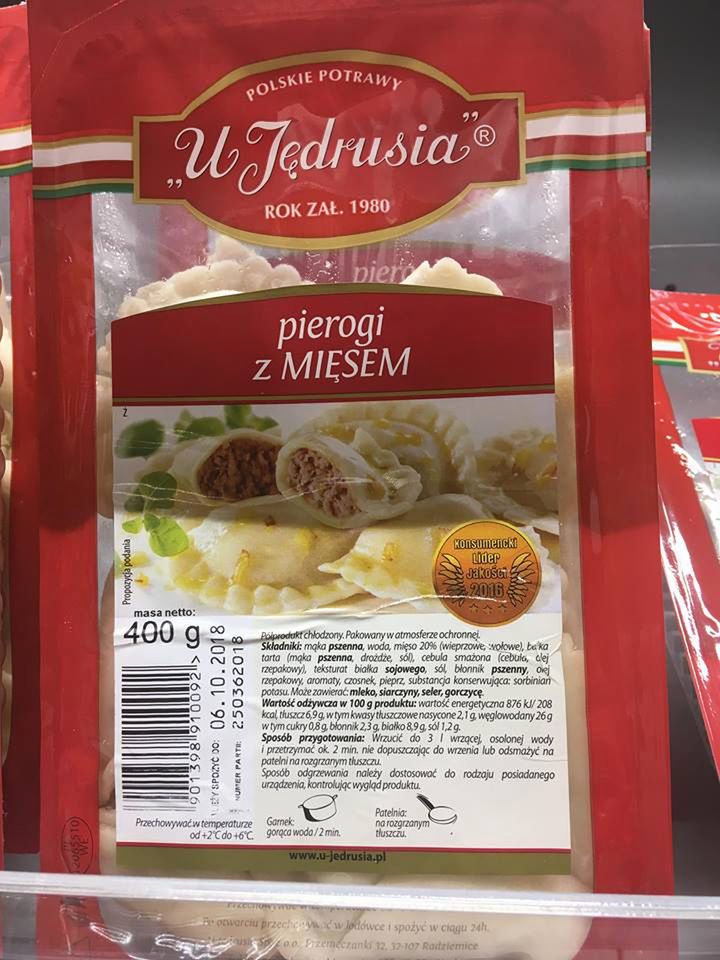 POLSKIE POTRAWY
„U Jędrusia”®
ROK ZAŁ. 1980
pierogi
z MIĘSEM
Ż
Propozycja podania
Konsumencki
Lider
Jakości
2016
masa netto:
400 g
06.10.2018
250362018
NUMER PARTII:
Półprodukt chłodzony. Pakowany w atmosferze ochronnej.
Składniki: mąka pszenna, woda, mięso 20% (wieprzowe, wołowe), bułka
tarta (mąka pszenna, drożdże, sól), cebula smażona (cebula, olej
rzepakowy), teksturat białka sojowego, sól, błonnik pszenny, olej
rzepakowy, aromaty, czosnek, pieprz, substancja konserwująca: sorbinian
potasu. Może zawierać: mleko, siarczyny, seler, gorczycę.
Wartość odżywcza w 100 g produktu: wartość energetyczna 876 kJ/ 208
kcal, tłuszcz 6,9 g, w tym kwasy tłuszczowe nasycone 2,1 g, węglowodany 26 g
w tym cukry 0,8 g, błonnik 2,3 g, białko 8,9 g, sól 1,2 g.
Sposób przygotowania: Wrzucić do 3 l wrzącej, osolonej wody
i przetrzymać ok. 2 min. nie dopuszczając do wrzenia lub odsmażyć na
patelni na rozgrzanym tłuszczu.
Sposób odgrzewania należy dostosować do rodzaju posiadanego
urządzenia, kontrolując wygląd produktu.
Garnek:
gorąca woda / 2 min.
Patelnia:
na rozgrzanym
tłuszczu.
Przechowywać w temperaturze
od +2°C do +6°C.
www.u-jedrusia.pl
WE
Po otwarciu przechowywać w lodówce i spożyć w ciągu 24h.
Przemęczanki 12, 32-107 Radziemice